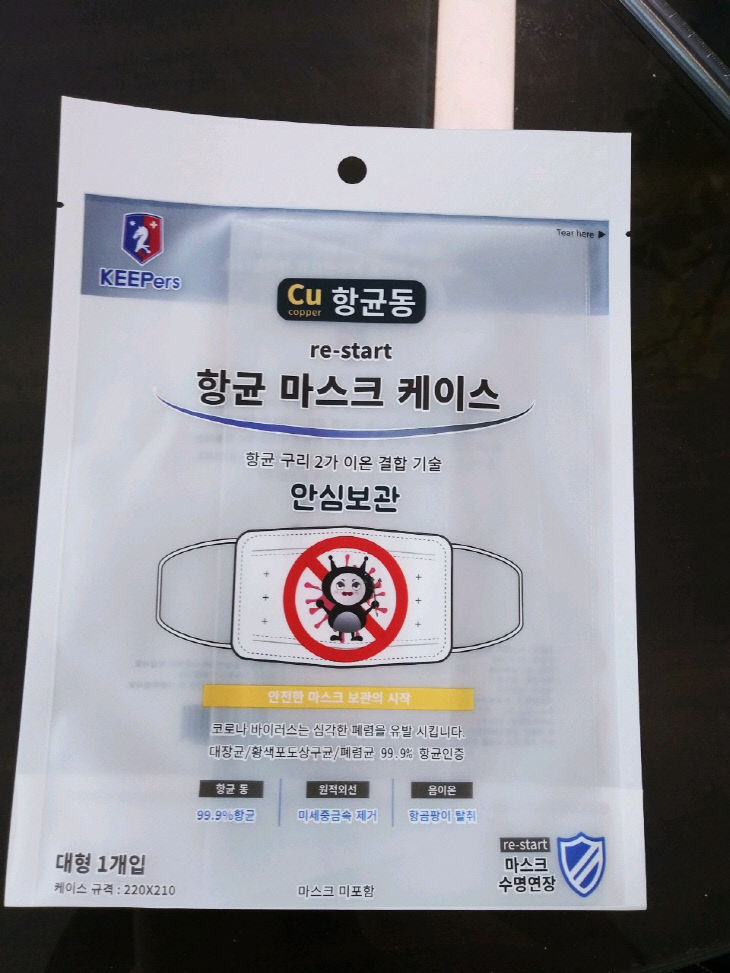 Tear here ▶
KEEPers
Cu 항균동
copper
re-start
항균 마스크 케이스
항균 구리 2가 이온 결합 기술
안심보관
안전한 마스크 보관의 시작
코로나 바이러스는 심각한 폐렴을 유발 시킵니다.
대장균/황색포도상구균/폐렴균 99.9% 항균인증
항균 동
99.9%항균
원적외선
미세중금속 제거
음이온
항곰팡이 탈취
대형 1개입
케이스 규격 : 220X210
마스크 미포함
re-start
마스크
수명연장